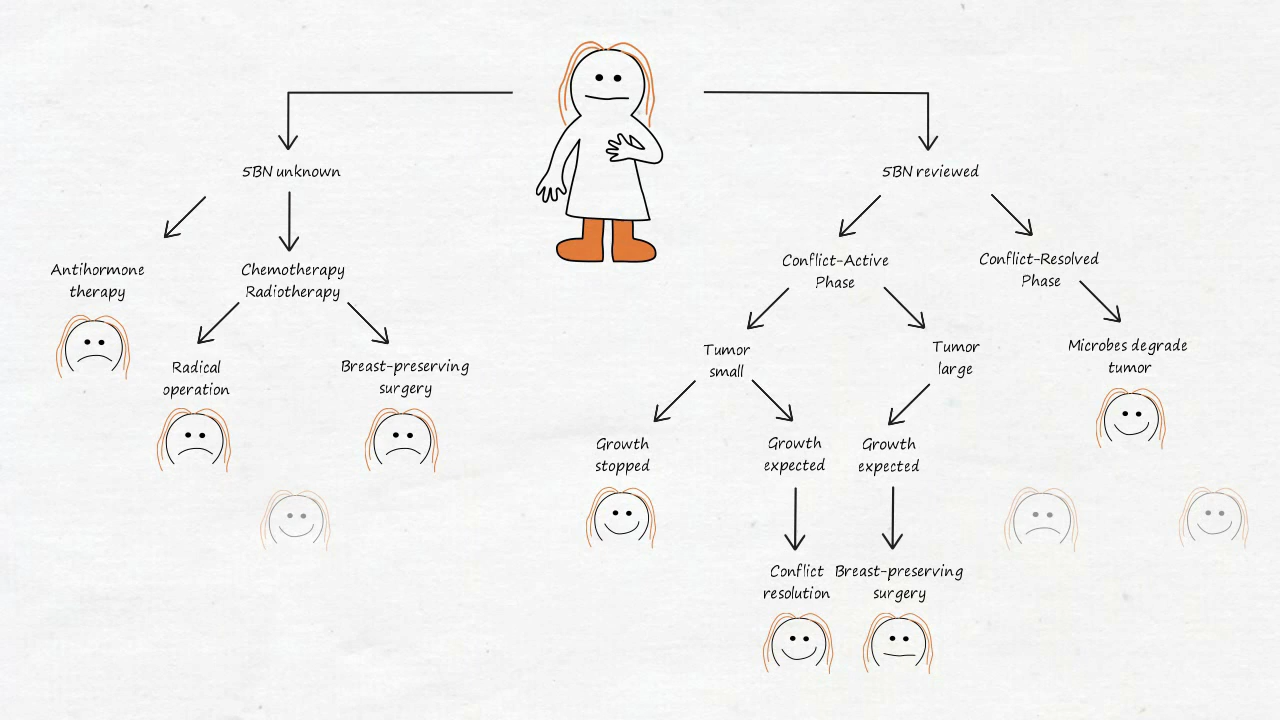 5BN unknown
5BN reviewed
Antihormone
therapy
Chemotherapy
Radiotherapy
Conflict-Active
Phase
Conflict-Resolved
Phase
Radical
operation
Breast-preserving
surgery
Tumor
small
Tumor
large
Microbes degrade
tumor
Growth
stopped
Growth
expected
Growth
expected
Conflict
resolution
Breast-preserving
surgery